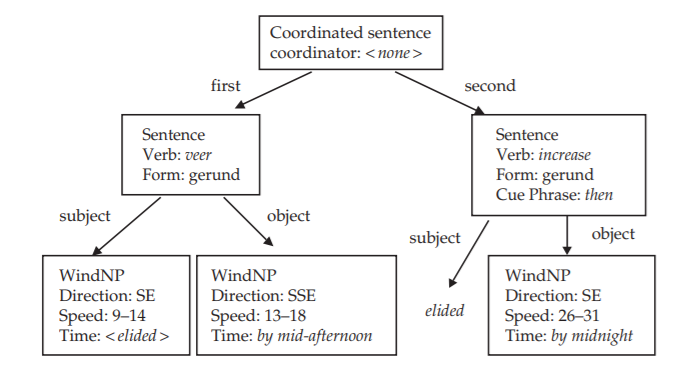 Coordinated sentence
coordinator: <none>
first
second
Sentence
Verb: veer
Form: gerund
Sentence
Verb: increase
Form: gerund
Cue Phrase: then
subject
object
subject
object
WindNP
Direction: SE
Speed: 9–14
Time: <elided>
WindNP
Direction: SSE
Speed: 13–18
Time: by mid-afternoon
elided
WindNP
Direction: SE
Speed: 26–31
Time: by midnight